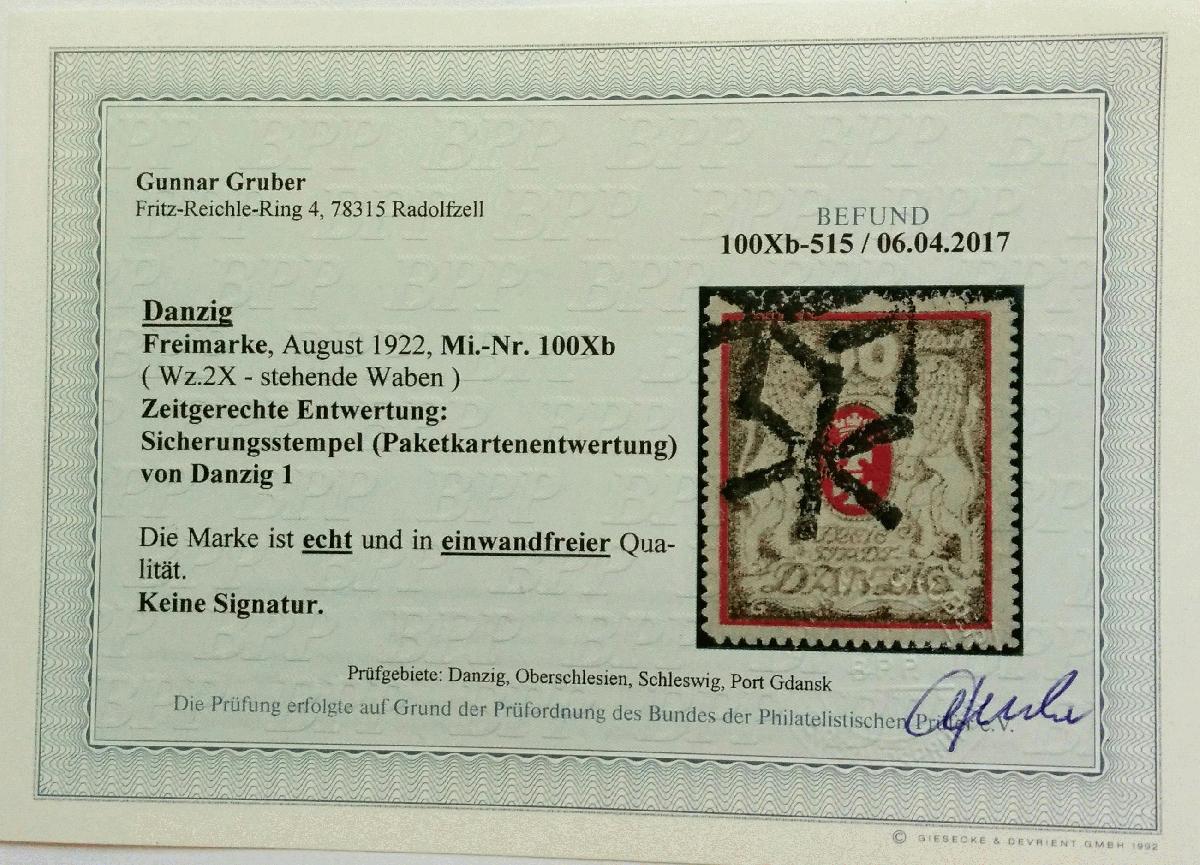 Gunnar Gruber
Fritz-Reichle-Ring 4, 78315 Radolfzell
BEFUND
100Xb-515 / 06.04.2017
Danzig
Freimarke, August 1922, Mi.-Nr. 100Xb
( Wz.2X - stehende Waben )
Zeitgerechte Entwertung:
Sicherungsstempel (Paketkartenentwertung)
von Danzig 1
Die Marke ist echt und in einwandfreier Qua-
lität.
Keine Signatur.
DANZIG
Prüfgebiete: Danzig, Oberschlesien, Schleswig, Port Gdansk
Die Prüfung erfolgte auf Grund der Prüfordnung des Bundes der Philatelistischen Prüfer e.V.
© GIESECKE & DEVRIENT GMBH 1992